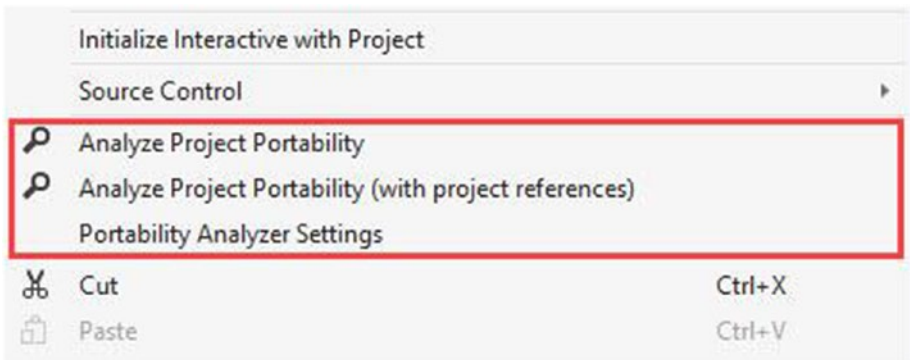 Initialize Interactive with Project
Source Control
Analyze Project Portability
Analyze Project Portability (with project references)
Portability Analyzer Settings
Cut Ctrl+X
Paste Ctrl+V